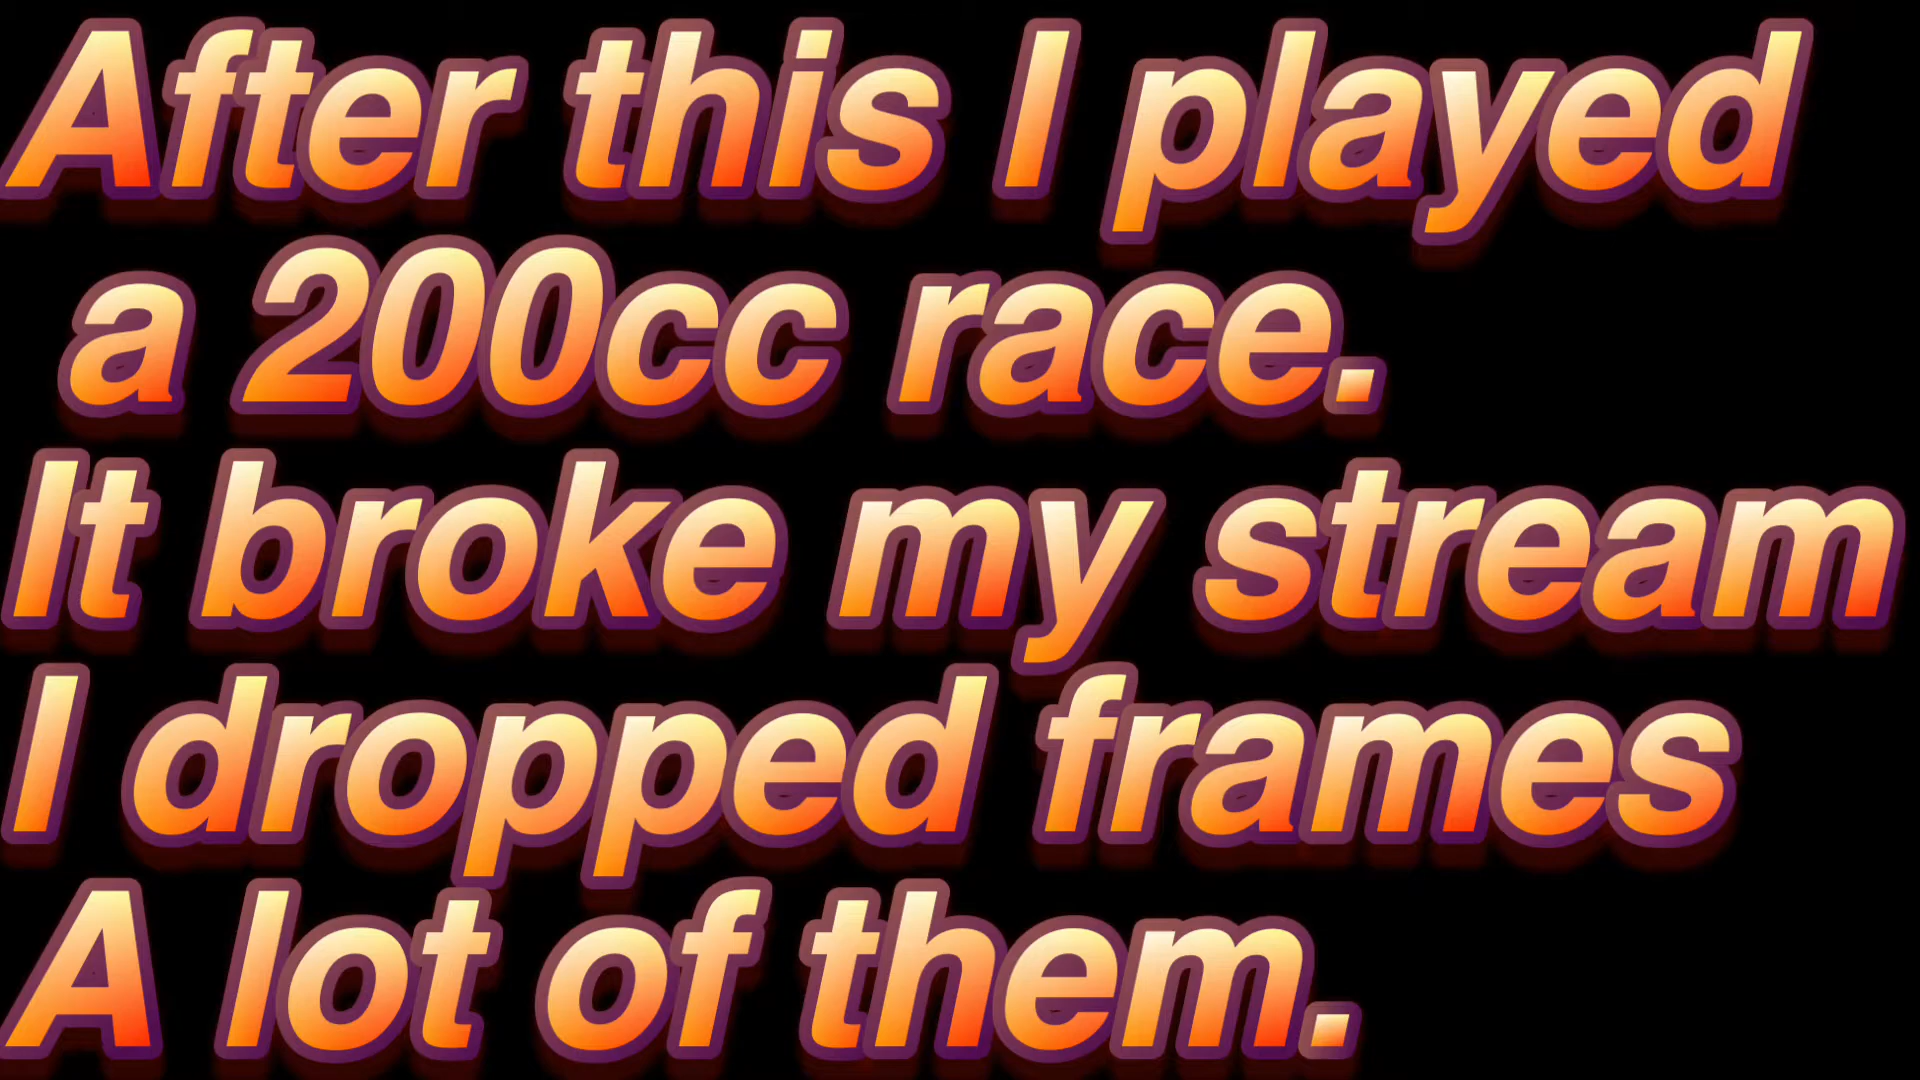 After this I played
a 200cc race.
It broke my stream
I dropped frames
A lot of them.